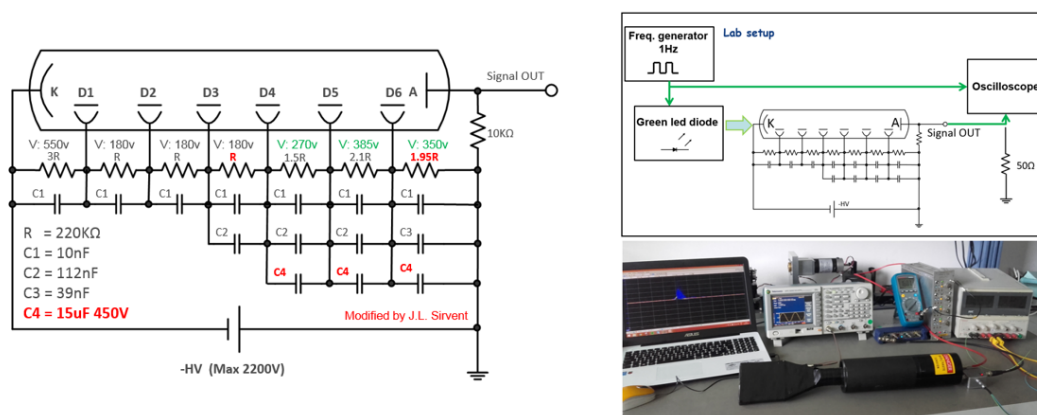 K D1 D2 D3 D4 D5 D6 A
Signal OUT
10KΩ
V: 550v V: 180v V: 180v V: 180v V: 270v V: 385v V: 350v
3R R R R 1.5R 2.1R 1.95R
C1 C1 C1 C1 C1 C1 C1
C2 C2 C3
C4 C4 C4
R = 220KΩ
C1 = 10nF
C2 = 112nF
C3 = 39nF
C4 = 15uF 450V
Modified by J.L. Sirvent
-HV (Max 2200V)
Freq. generator
1Hz
Lab setup
Oscilloscope
Green led diode
K A
Signal OUT
50Ω
-HV